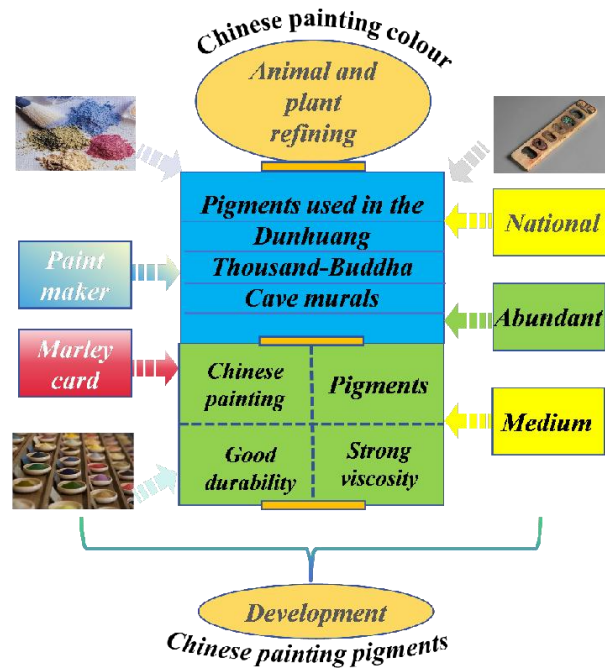 Chinese painting colour
Animal and
plant
refining
Pigments used in the
Dunhuang
Thousand-Buddha
Cave murals
National
Paint
maker
Abundant
Marley
card
Chinese
painting
Pigments
Medium
Good
durability
Strong
viscosity
Development
Chinese painting pigments